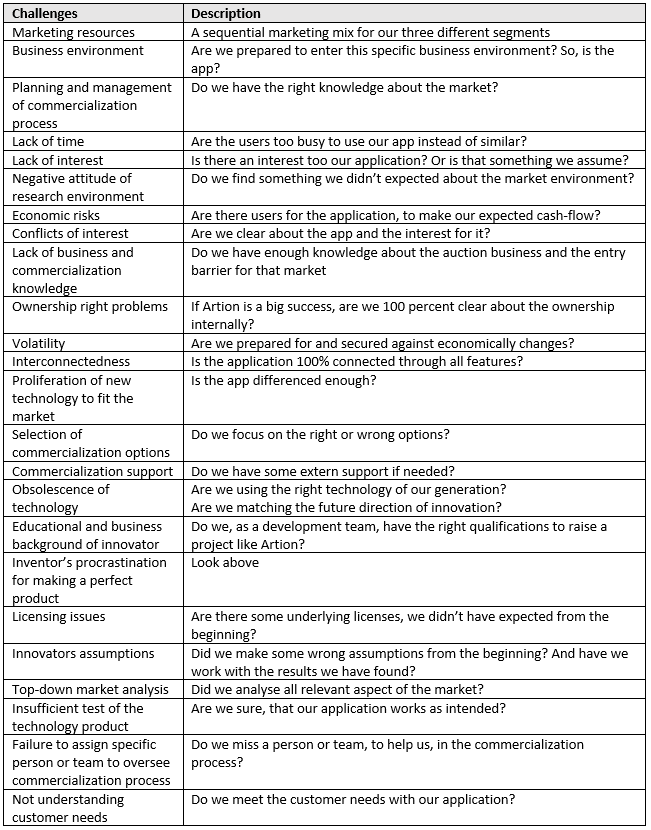 Challenges Description
Marketing resources A sequential marketing mix for our three different segments
Business environment Are we prepared to enter this specific business environment? So, is the
app?
Planning and management Do we have the right knowledge about the market?
of commercialization
process
Lack of time Are the users too busy to use our app instead of similar?
Lack of interest Is there an interest too our application? Or is that something we assume?
Negative attitude of Do we find something we didn't expected about the market environment?
research environment
Economic risks Are there users for the application, to make our expected cash-flow?
Conflicts of interest Are we clear about the app and the interest for it?
Lack of business and Do we have enough knowledge about the auction business and the entry
commercialization barrier for that market
knowledge
Ownership right problems If Artion is a big success, are we 100 percent clear about the ownership
internally?
Volatility Are we prepared for and secured against economically changes?
Interconnectedness Is the application 100% connected through all features?
Proliferation of new Is the app differenced enough?
technology to fit the
market
Selection of Do we focus on the right or wrong options?
commercialization options
Commercialization support Do we have some extern support if needed?
Obsolescence of Are we using the right technology of our generation?
technology Are we matching the future direction of innovation?
Educational and business Do we, as a development team, have the right qualifications to raise a
background of innovator project like Artion?
Inventor's procrastination Look above
for making a perfect
product
Licensing issues Are there some underlying licenses, we didn't have expected from the
beginning?
Innovators assumptions Did we make some wrong assumptions from the beginning? And have we
work with the results we have found?
Top-down market analysis Did we analyse all relevant aspect of the market?
Insufficient test of the Are we sure, that our application works as intended?
technology product
Failure to assign specific Do we miss a person or team, to help us, in the commercialization
person or team to oversee process?
commercialization process
Not understanding Do we meet the customer needs with our application?
customer needs